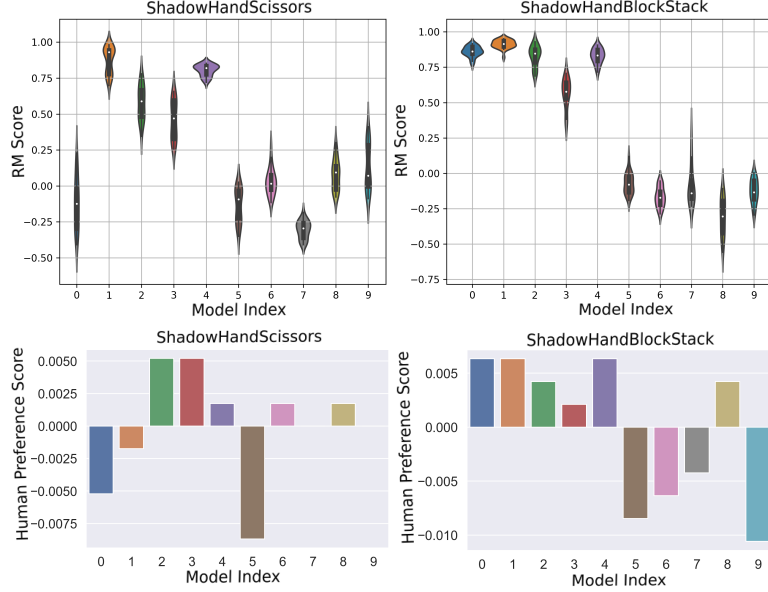 ShadowHandScissors
1.00
0.75
0.50
0.25
0.00
−0.25
−0.50
RM Score
0 1 2 3 4 5 6 7 8 9
Model Index
ShadowHandBlockStack
1.00
0.75
0.50
0.25
0.00
−0.25
−0.50
−0.75
RM Score
0 1 2 3 4 5 6 7 8 9
Model Index
ShadowHandScissors
0.0050
0.0025
0.0000
−0.0025
−0.0050
−0.0075
Human Preference Score
0 1 2 3 4 5 6 7 8 9
Model Index
ShadowHandBlockStack
0.005
0.000
−0.005
−0.010
Human Preference Score
0 1 2 3 4 5 6 7 8 9
Model Index